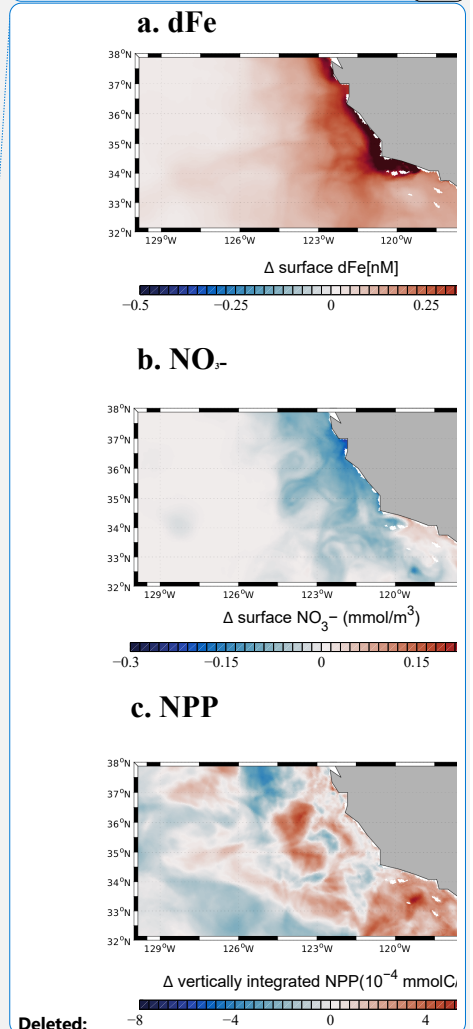 a. dFe
38°N
37°N
36°N
35°N
34°N
33°N
32°N
129°W 126°W 123°W 120°W
Δ surface dFe[nM]
−0.5 −0.25 0 0.25
b. NO₃-
38°N
37°N
36°N
35°N
34°N
33°N
32°N
129°W 126°W 123°W 120°W
Δ surface NO₃− (mmol/m³)
−0.3 −0.15 0 0.15
c. NPP
38°N
37°N
36°N
35°N
34°N
33°N
32°N
129°W 126°W 123°W 120°W
Δ vertically integrated NPP(10⁻⁴ mmolC/
Deleted:
−8 −4 0 4